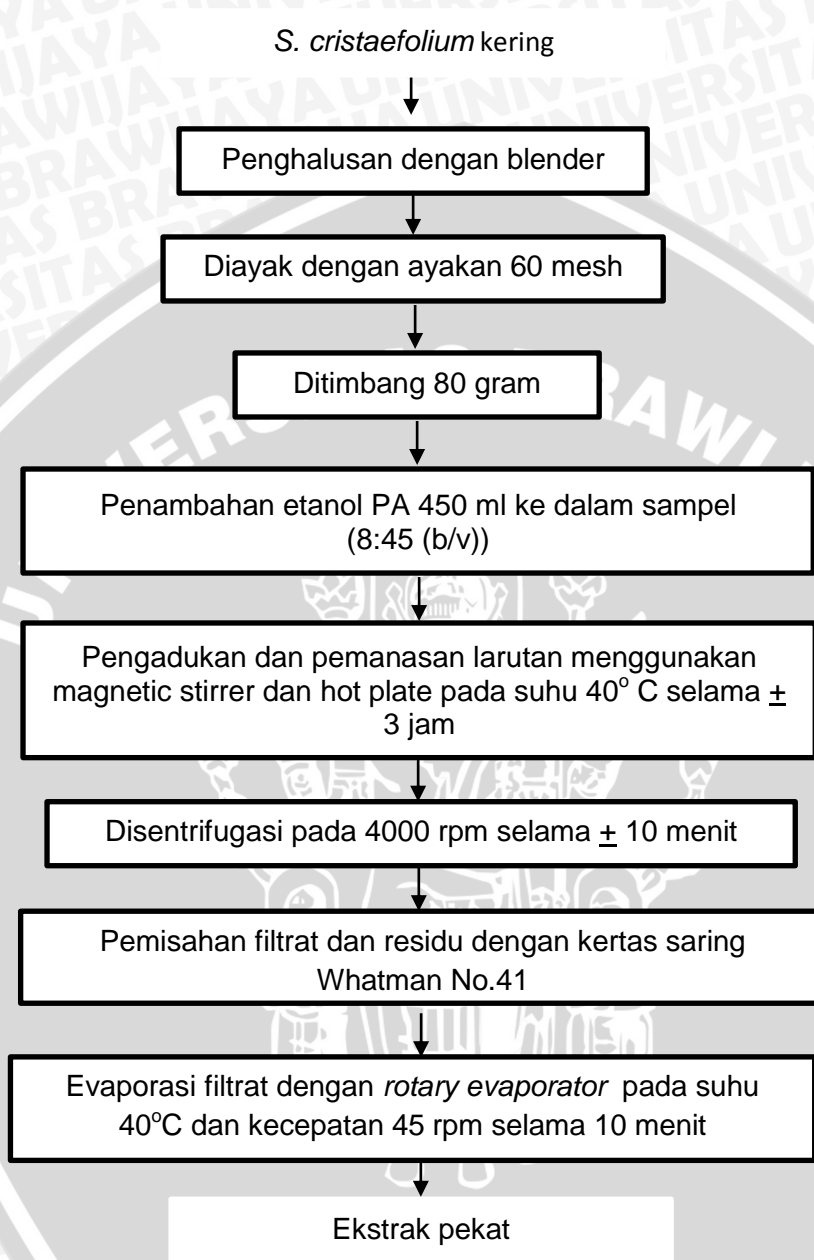 S. cristaefolium kering
Penghalusan dengan blender
Diayak dengan ayakan 60 mesh
Ditimbang 80 gram
Penambahan etanol PA 450 ml ke dalam sampel
(8:45 (b/v))
Pengadukan dan pemanasan larutan menggunakan
magnetic stirrer dan hot plate pada suhu 40° C selama ±
3 jam
Disentrifugasi pada 4000 rpm selama ± 10 menit
Pemisahan filtrat dan residu dengan kertas saring
Whatman No.41
Evaporasi filtrat dengan rotary evaporator pada suhu
40°C dan kecepatan 45 rpm selama 10 menit
Ekstrak pekat